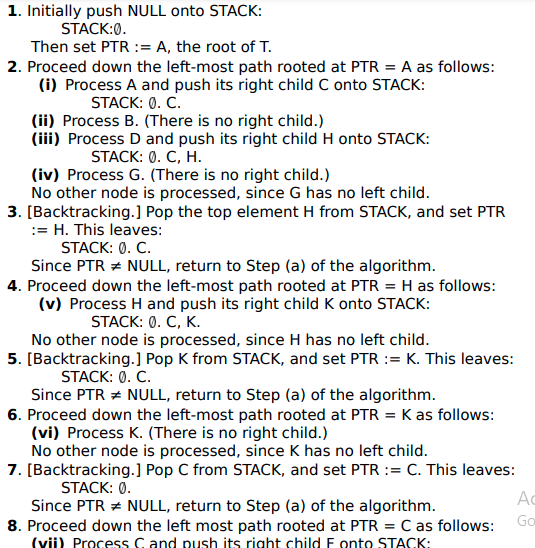 1. Initially push NULL onto STACK:
STACK:∅.
Then set PTR := A, the root of T.
2. Proceed down the left-most path rooted at PTR = A as follows:
(i) Process A and push its right child C onto STACK:
STACK: ∅. C.
(ii) Process B. (There is no right child.)
(iii) Process D and push its right child H onto STACK:
STACK: ∅. C, H.
(iv) Process G. (There is no right child.)
No other node is processed, since G has no left child.
3. [Backtracking.] Pop the top element H from STACK, and set PTR
:= H. This leaves:
STACK: ∅. C.
Since PTR ≠ NULL, return to Step (a) of the algorithm.
4. Proceed down the left-most path rooted at PTR = H as follows:
(v) Process H and push its right child K onto STACK:
STACK: ∅. C, K.
No other node is processed, since H has no left child.
5. [Backtracking.] Pop K from STACK, and set PTR := K. This leaves:
STACK: ∅. C.
Since PTR ≠ NULL, return to Step (a) of the algorithm.
6. Proceed down the left-most path rooted at PTR = K as follows:
(vi) Process K. (There is no right child.)
No other node is processed, since K has no left child.
7. [Backtracking.] Pop C from STACK, and set PTR := C. This leaves:
STACK: ∅.
Since PTR ≠ NULL, return to Step (a) of the algorithm.
8. Proceed down the left most path rooted at PTR = C as follows:
(vii) Process C and push its right child F onto STACK: